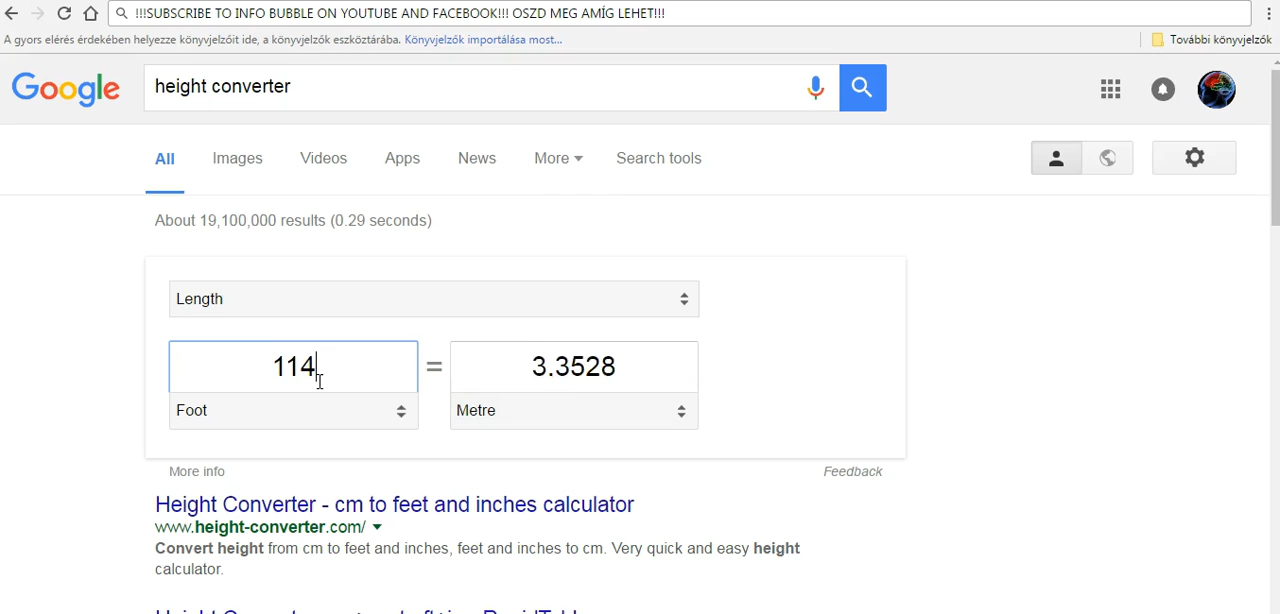 !!!SUBSCRIBE TO INFO BUBBLE ON YOUTUBE AND FACEBOOK!!! OSZD MEG AMÍG LEHET!!!
A gyors elérés érdekében helyezze könyvjelzőit ide, a könyvjelzők eszköztárába. Könyvjelzők importálása most...
További könyvjelzők
Google
height converter
All
Images
Videos
Apps
News
More
Search tools
About 19,100,000 results (0.29 seconds)
Length
114 = 3.3528
Foot
Metre
More info
Feedback
Height Converter - cm to feet and inches calculator
www.height-converter.com/
Convert height from cm to feet and inches, feet and inches to cm. Very quick and easy height
calculator.